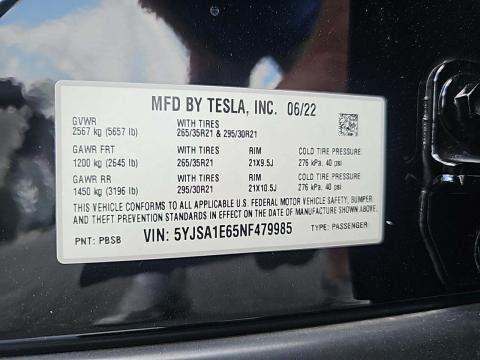 MFD BY TESLA, INC. 06/22
GVWR WITH TIRES
2567 kg (5657 lb) 265/35R21 & 295/30R21
GAWR FRT WITH TIRES RIM COLD TIRE PRESSURE:
1200 kg (2645 lb) 265/35R21 21X9.5J 276 kPa, 40 psi
GAWR RR WITH TIRES RIM COLD TIRE PRESSURE:
1450 kg (3196 lb) 295/30R21 21X10.5J 276 kPa, 40 psi
THIS VEHICLE CONFORMS TO ALL APPLICABLE U.S. FEDERAL MOTOR VEHICLE SAFETY, BUMPER,
AND THEFT PREVENTION STANDARDS IN EFFECT ON THE DATE OF MANUFACTURE SHOWN ABOVE.
PNT: PBSB VIN: 5YJSA1E65NF479985 TYPE: PASSENGER